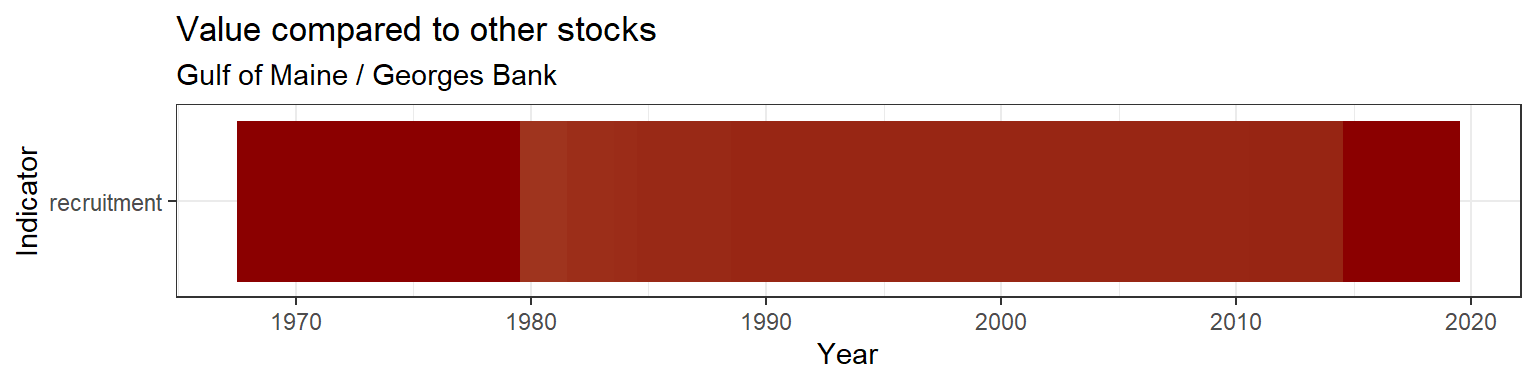 Value compared to other stocks
Gulf of Maine / Georges Bank
Indicator
recruitment
1970 1980 1990 2000 2010 2020
Year